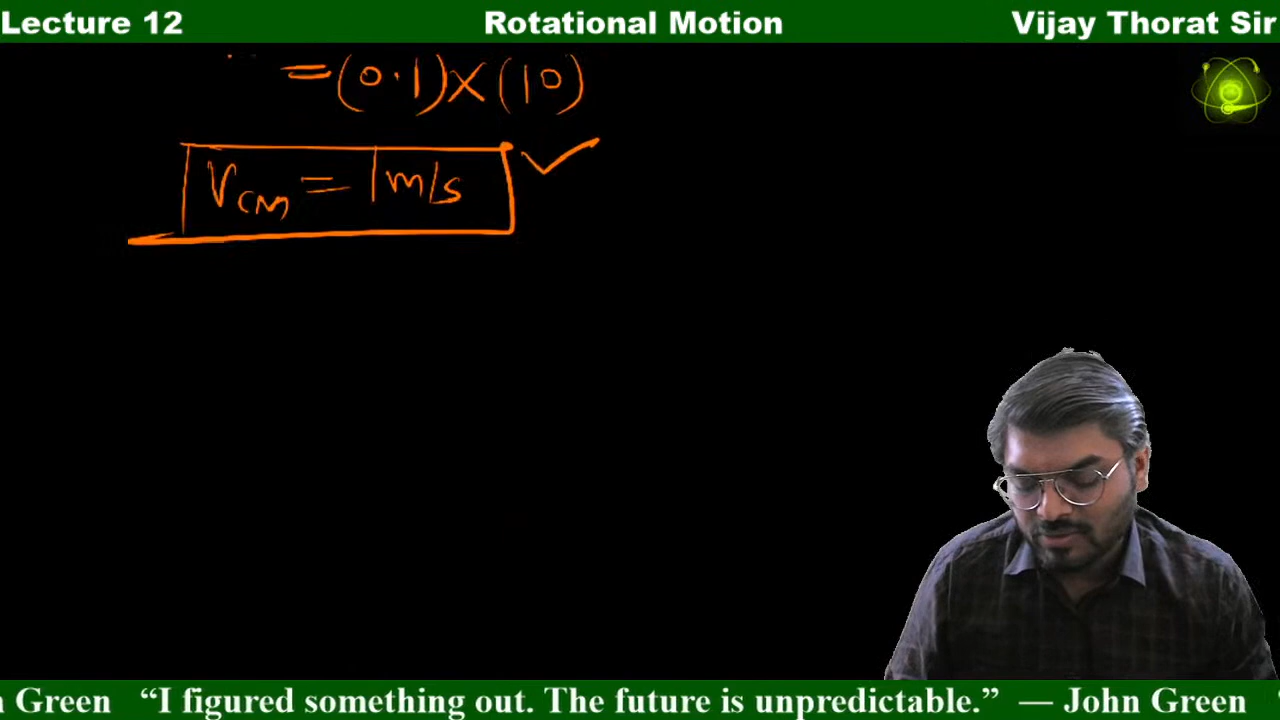 Lecture 12
Rotational Motion
Vijay Thorat Sir
=(0.1)×(10)
V_CM = 1m/s
Green “I figured something out. The future is unpredictable.” — John Green